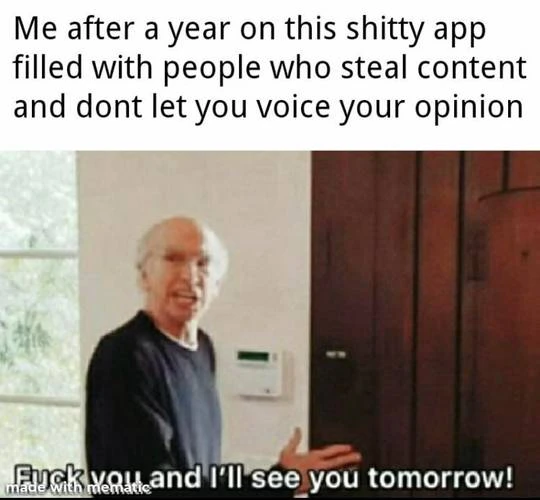 Me after a year on this shitty app
filled with people who steal content
and dont let you voice your opinion
Fuck you and I'll see you tomorrow!
made with mematic